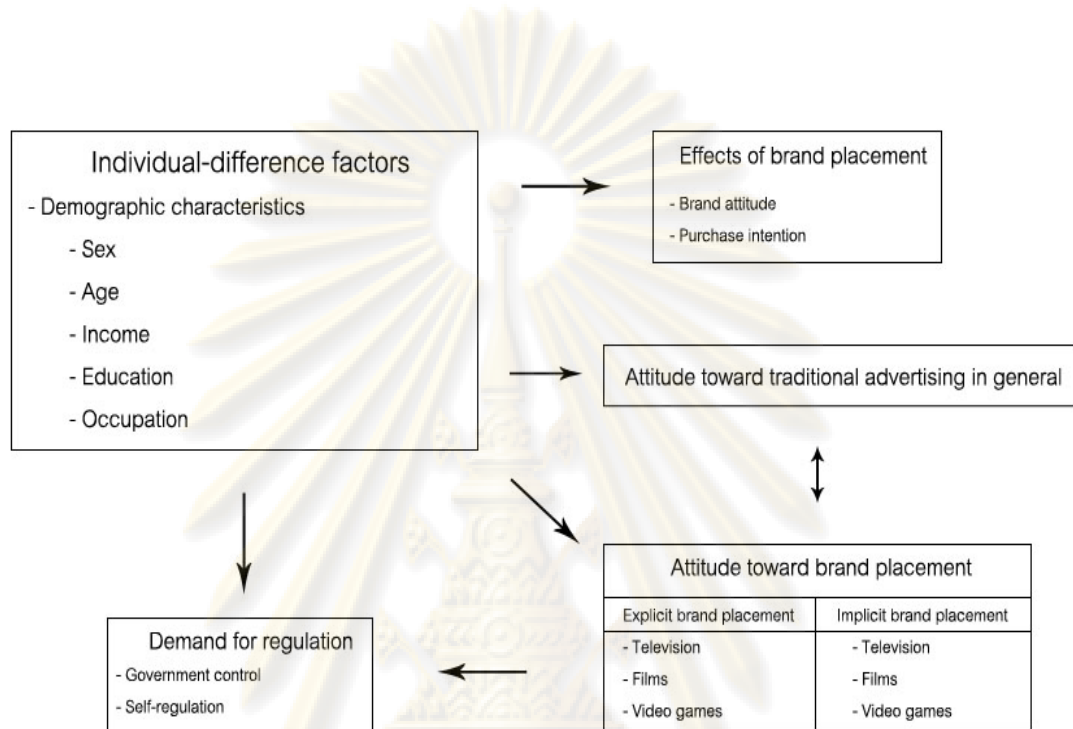 Individual-difference factors
- Demographic characteristics
- Sex
- Age
- Income
- Education
- Occupation
Effects of brand placement
- Brand attitude
- Purchase intention
Attitude toward traditional advertising in general
Attitude toward brand placement
Explicit brand placement
- Television
- Films
- Video games
Implicit brand placement
- Television
- Films
- Video games
Demand for regulation
- Government control
- Self-regulation